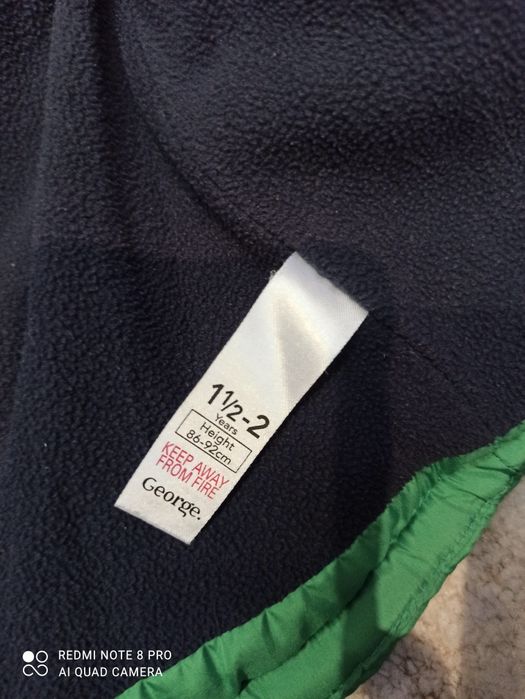 1½-2
Years
Height
86-92cm
KEEP AWAY
FROM FIRE
George.
REDMI NOTE 8 PRO
AI QUAD CAMERA